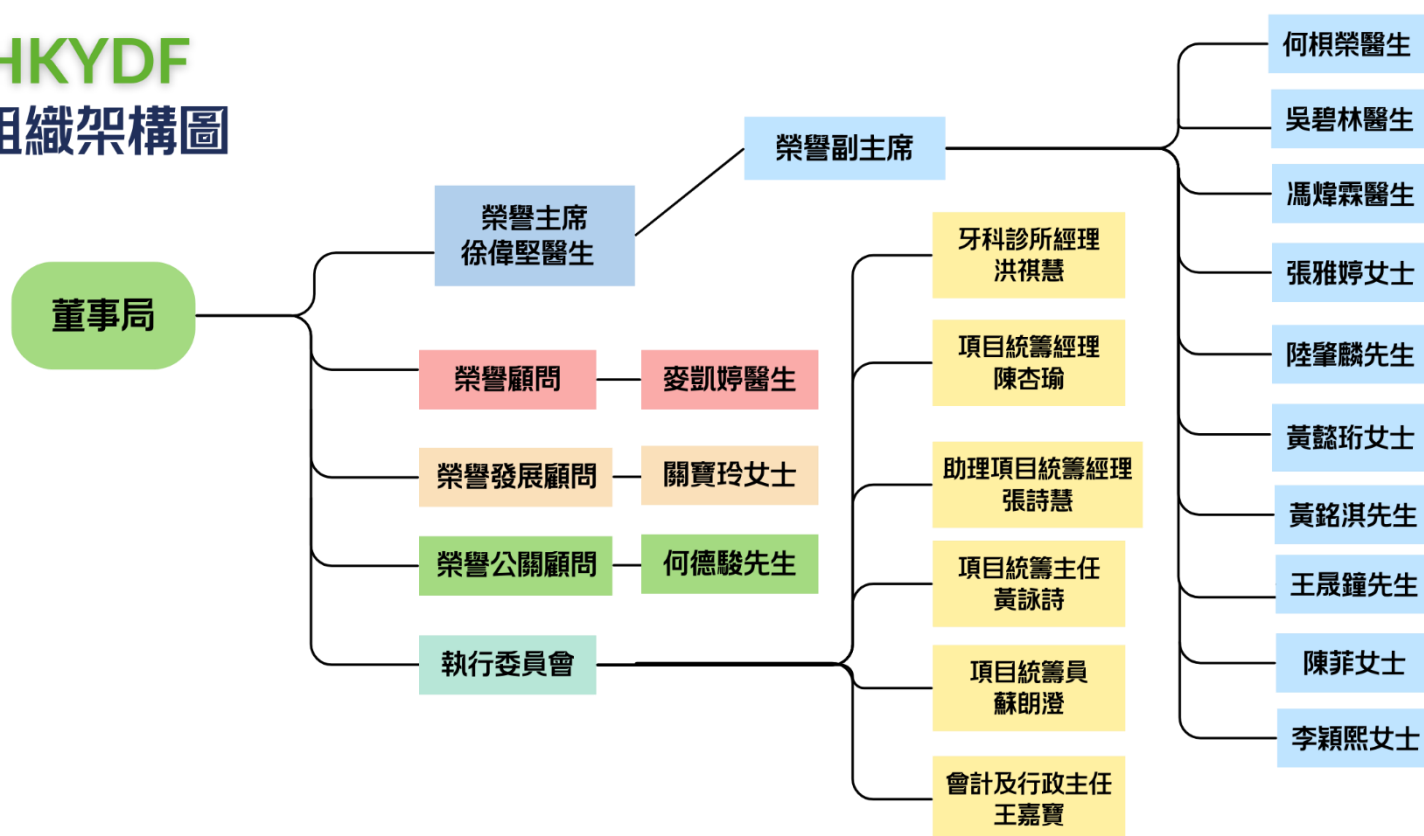 HKYDF
組織架構圖
董事局
榮譽主席
徐偉堅醫生
榮譽副主席
何根榮醫生
吳碧林醫生
馮煒霖醫生
張雅婷女士
陸肇麟先生
黃懿珩女士
黃銘淇先生
王晟鐘先生
陳菲女士
李穎熙女士
榮譽顧問
麥凱婷醫生
榮譽發展顧問
關寶玲女士
榮譽公關顧問
何德駿先生
執行委員會
牙科診所經理
洪祺慧
項目統籌經理
陳杏瑜
助理項目統籌經理
張詩慧
項目統籌主任
黃詠詩
項目統籌員
蘇朗澄
會計及行政主任
王嘉寶